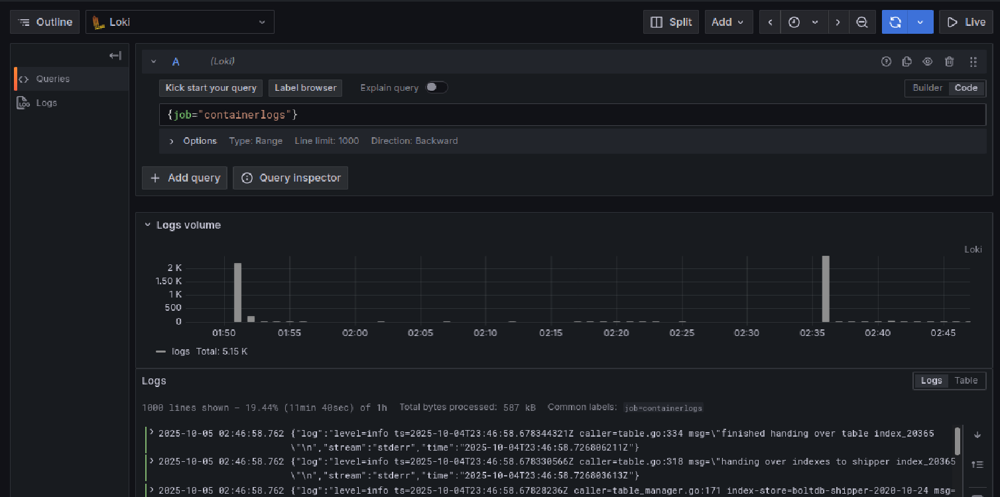 Outline
Loki
Split
Add
Live
Queries
Logs
A (Loki)
Kick start your query Label browser Explain query Builder Code
{job="containerlogs"}
Options Type: Range Line limit: 1000 Direction: Backward
Add query Query inspector
Logs volume
Loki
2 K
1.50 K
1 K
500
0
01:50 01:55 02:00 02:05 02:10 02:15 02:20 02:25 02:30 02:35 02:40 02:45
logs Total: 5.15 K
Logs
Logs Table
1000 lines shown — 19.44% (11min 40sec) of 1h Total bytes processed: 587 kB Common labels: job=containerlogs
2025-10-05 02:46:58.762 {"log":"level=info ts=2025-10-04T23:46:58.678344321Z caller=table.go:334 msg=\"finished handing over table index_20365
\"\n","stream":"stderr","time":"2025-10-04T23:46:58.726806211Z"}
2025-10-05 02:46:58.762 {"log":"level=info ts=2025-10-04T23:46:58.678330566Z caller=table.go:318 msg=\"handing over indexes to shipper index_20365
\"\n","stream":"stderr","time":"2025-10-04T23:46:58.726803613Z"}
2025-10-05 02:46:58.762 {"log":"level=info ts=2025-10-04T23:46:58.67828236Z caller=table_manager.go:171 index-store=boltdb-shipper-2020-10-24 msg=